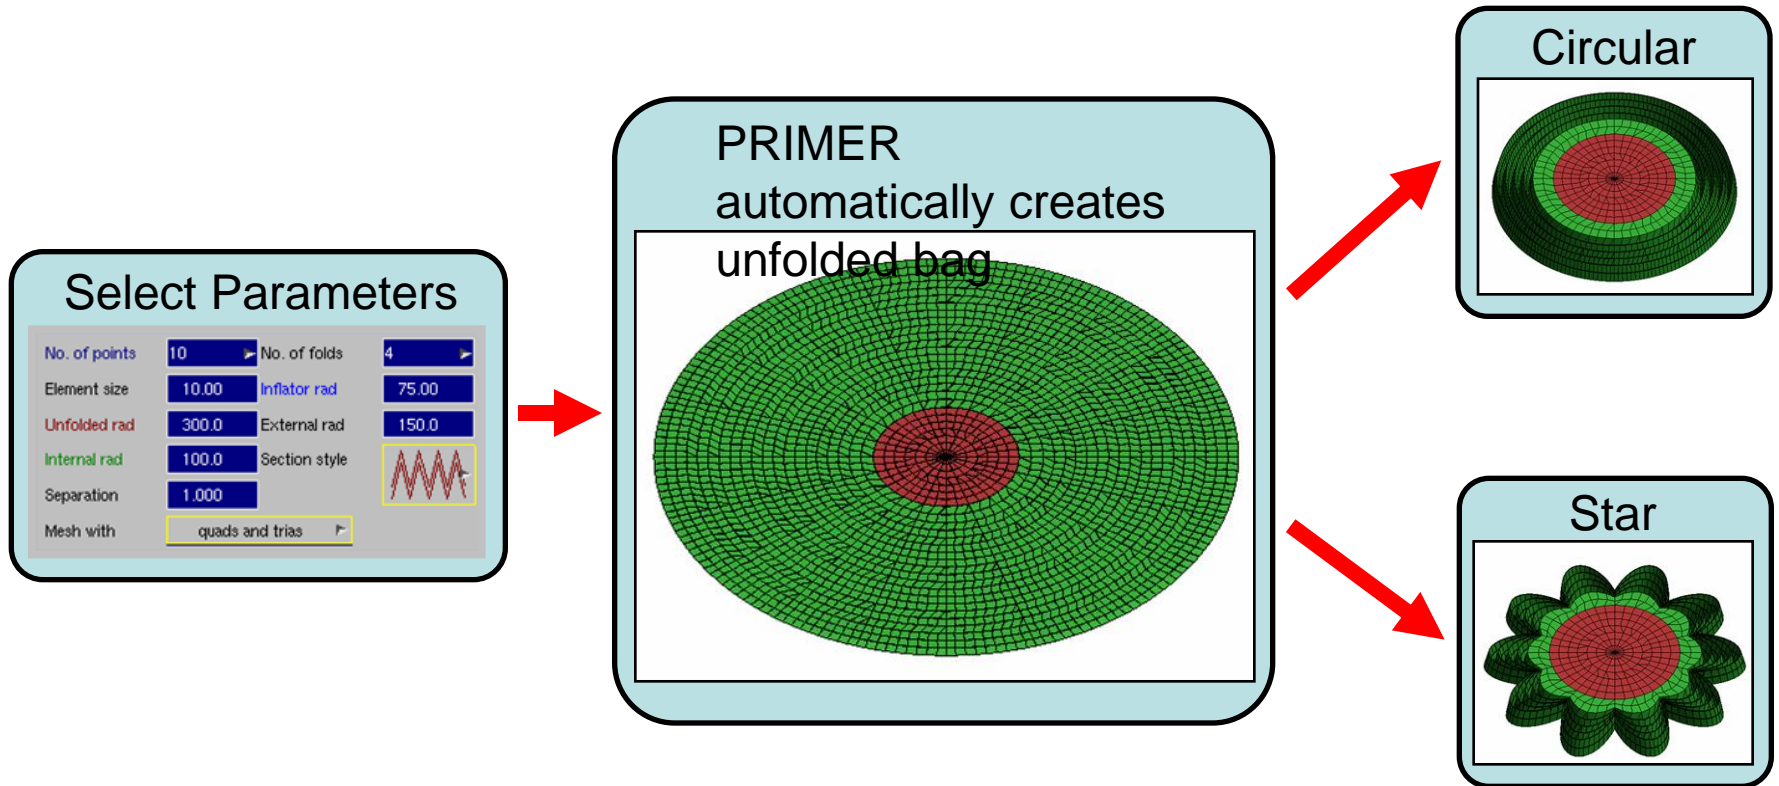 Select Parameters
No. of points 10 No. of folds 4
Element size 10.00 Inflator rad 75.00
Unfolded rad 300.0 External rad 150.0
Internal rad 100.0 Section style
Separation 1.000
Mesh with quads and trias
PRIMER
automatically creates
unfolded bag
Circular
Star